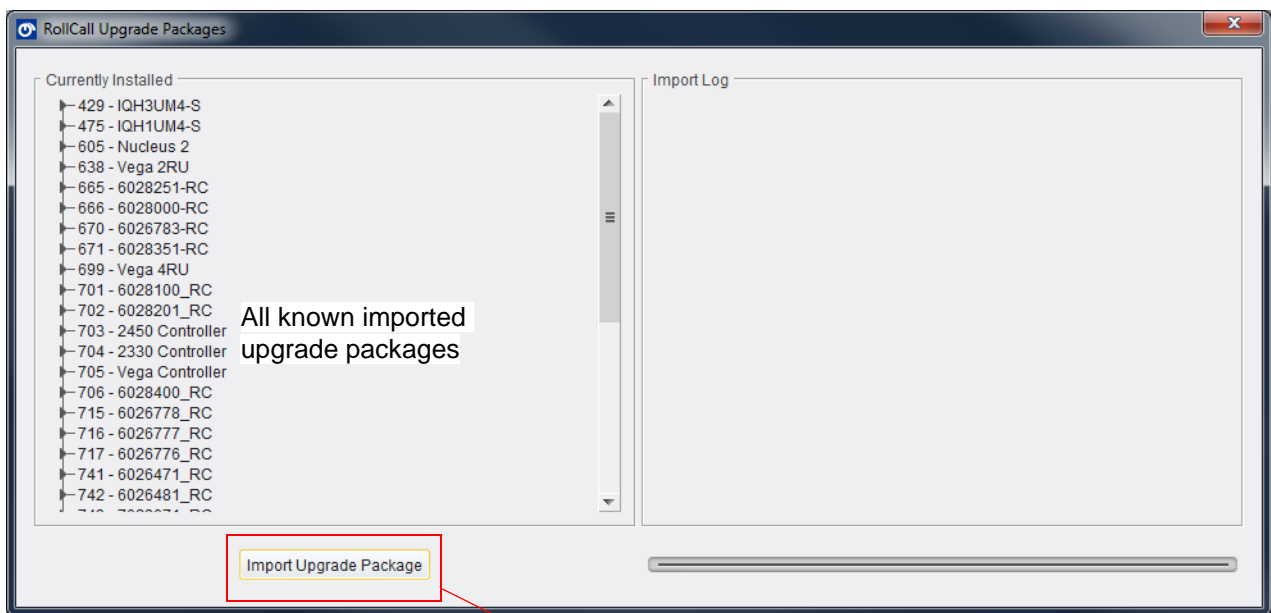 RollCall Upgrade Packages
Currently Installed
429 - IQH3UM4-S
475 - IQH1UM4-S
605 - Nucleus 2
638 - Vega 2RU
665 - 6028251-RC
666 - 6028000-RC
670 - 6026783-RC
671 - 6028351-RC
699 - Vega 4RU
701 - 6028100_RC
702 - 6028201_RC
703 - 2450 Controller
704 - 2330 Controller
705 - Vega Controller
706 - 6028400_RC
715 - 6026778_RC
716 - 6026777_RC
717 - 6026776_RC
741 - 6026471_RC
742 - 6026481_RC
All known imported
upgrade packages
Import Log
Import Upgrade Package